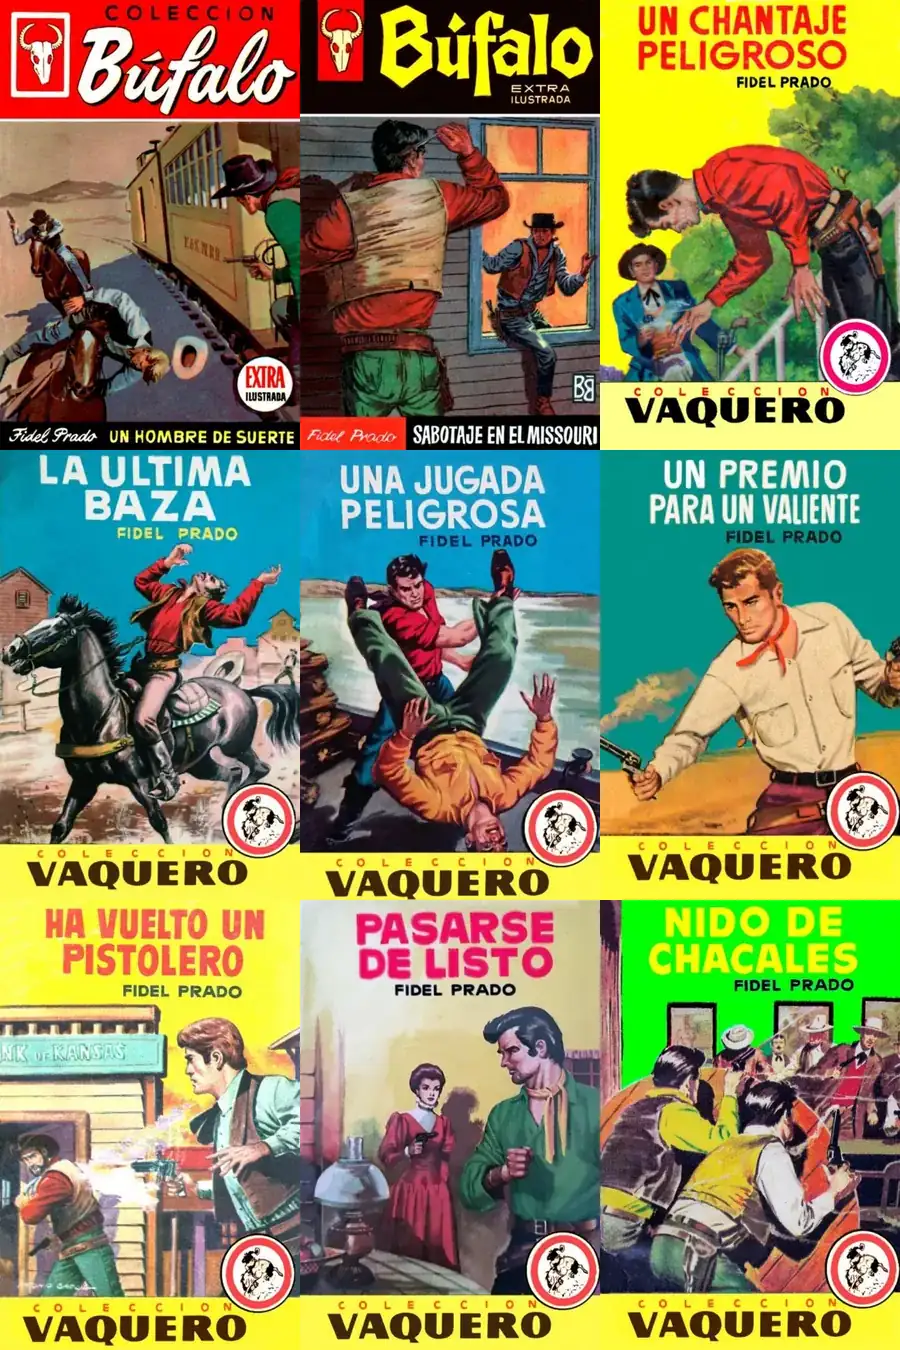 COLECCION
Búfalo
EXTRA
ILUSTRADA
Fidel Prado UN HOMBRE DE SUERTE
Búfalo
EXTRA
ILUSTRADA
BB
Fidel Prado SABOTAJE EN EL MISSOURI
UN CHANTAJE
PELIGROSO
FIDEL PRADO
COLECCION
VAQUERO
LA ULTIMA
BAZA
FIDEL PRADO
COLECCION
VAQUERO
UNA JUGADA
PELIGROSA
FIDEL PRADO
COLECCION
VAQUERO
UN PREMIO
PARA UN VALIENTE
FIDEL PRADO
COLECCION
VAQUERO
HA VUELTO UN
PISTOLERO
FIDEL PRADO
NK OF KANSAS
COLECCION
VAQUERO
PASARSE
DE LISTO
FIDEL PRADO
COLECCION
VAQUERO
NIDO DE
CHACALES
FIDEL PRADO
COLECCION
VAQUERO